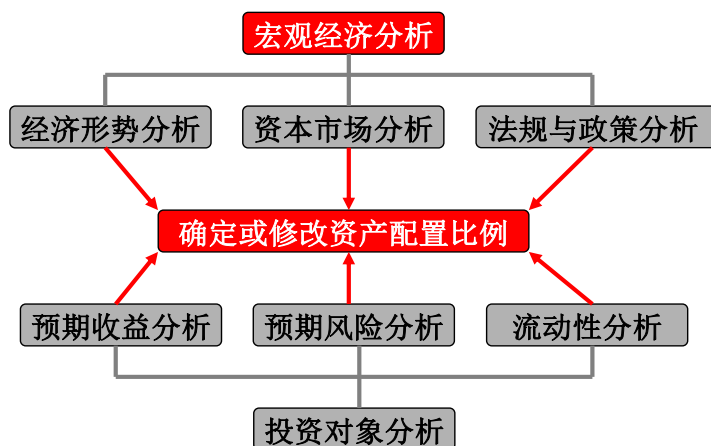 宏观经济分析
经济形势分析
资本市场分析
法规与政策分析
确定或修改资产配置比例
预期收益分析
预期风险分析
流动性分析
投资对象分析